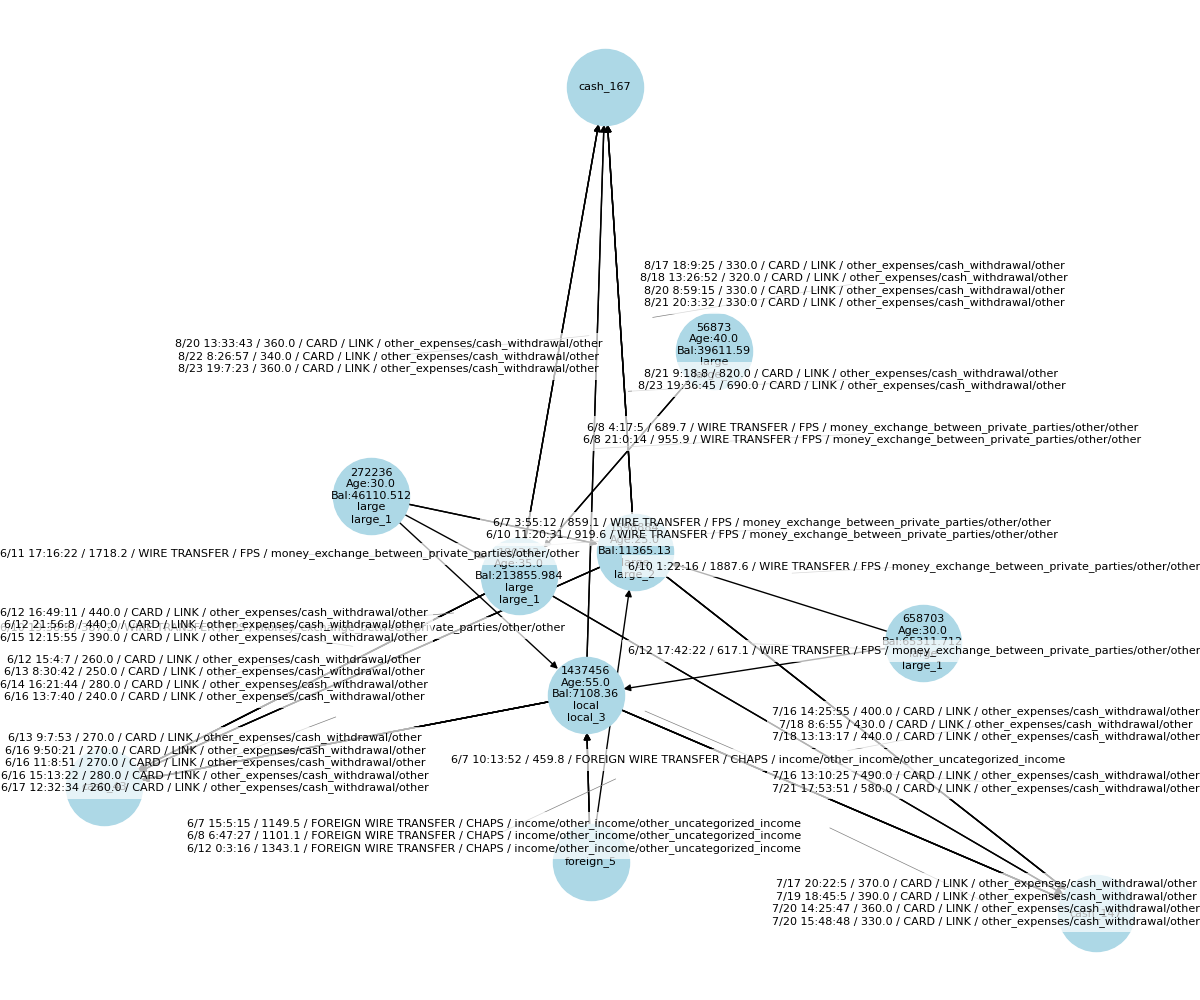 cash_167
8/17 18:9:25 / 330.0 / CARD / LINK / other_expenses/cash_withdrawal/other
8/18 13:26:52 / 320.0 / CARD / LINK / other_expenses/cash_withdrawal/other
8/20 8:59:15 / 330.0 / CARD / LINK / other_expenses/cash_withdrawal/other
8/21 20:3:32 / 330.0 / CARD / LINK / other_expenses/cash_withdrawal/other
56873
Age:40.0
Bal:39611.59
large
8/20 13:33:43 / 360.0 / CARD / LINK / other_expenses/cash_withdrawal/other
8/22 8:26:57 / 340.0 / CARD / LINK / other_expenses/cash_withdrawal/other
8/23 19:7:23 / 360.0 / CARD / LINK / other_expenses/cash_withdrawal/other
8/21 9:18:8 / 820.0 / CARD / LINK / other_expenses/cash_withdrawal/other
8/23 19:36:45 / 690.0 / CARD / LINK / other_expenses/cash_withdrawal/other
6/8 4:17:5 / 689.7 / WIRE TRANSFER / FPS / money_exchange_between_private_parties/other/other
6/8 21:0:14 / 955.9 / WIRE TRANSFER / FPS / money_exchange_between_private_parties/other/other
272236
Age:30.0
Bal:46110.512
large
large_1
6/7 3:55:12 / 859.1 / WIRE TRANSFER / FPS / money_exchange_between_private_parties/other/other
6/10 11:20:31 / 919.6 / WIRE TRANSFER / FPS / money_exchange_between_private_parties/other/other
Age:25.0
Bal:11365.13
large_2
6/11 17:16:22 / 1718.2 / WIRE TRANSFER / FPS / money_exchange_between_private_parties/other/other
Age:35.0
Bal:213855.984
large
large_1
6/10 1:22:16 / 1887.6 / WIRE TRANSFER / FPS / money_exchange_between_private_parties/other/other
6/12 16:49:11 / 440.0 / CARD / LINK / other_expenses/cash_withdrawal/other
6/12 21:56:8 / 440.0 / CARD / LINK / other_expenses/cash_withdrawal/other
6/15 12:15:55 / 390.0 / CARD / LINK / other_expenses/cash_withdrawal/other
658703
Age:30.0
Bal:65311.712
large
large_1
6/12 17:42:22 / 617.1 / WIRE TRANSFER / FPS / money_exchange_between_private_parties/other/other
6/12 15:4:7 / 260.0 / CARD / LINK / other_expenses/cash_withdrawal/other
6/13 8:30:42 / 250.0 / CARD / LINK / other_expenses/cash_withdrawal/other
6/14 16:21:44 / 280.0 / CARD / LINK / other_expenses/cash_withdrawal/other
6/16 13:7:40 / 240.0 / CARD / LINK / other_expenses/cash_withdrawal/other
1437456
Age:55.0
Bal:7108.36
local
local_3
7/16 14:25:55 / 400.0 / CARD / LINK / other_expenses/cash_withdrawal/other
7/18 8:6:55 / 430.0 / CARD / LINK / other_expenses/cash_withdrawal/other
7/18 13:13:17 / 440.0 / CARD / LINK / other_expenses/cash_withdrawal/other
6/13 9:7:53 / 270.0 / CARD / LINK / other_expenses/cash_withdrawal/other
6/16 9:50:21 / 270.0 / CARD / LINK / other_expenses/cash_withdrawal/other
6/16 11:8:51 / 270.0 / CARD / LINK / other_expenses/cash_withdrawal/other
6/16 15:13:22 / 280.0 / CARD / LINK / other_expenses/cash_withdrawal/other
6/17 12:32:34 / 260.0 / CARD / LINK / other_expenses/cash_withdrawal/other
6/7 10:13:52 / 459.8 / FOREIGN WIRE TRANSFER / CHAPS / income/other_income/other_uncategorized_income
7/16 13:10:25 / 490.0 / CARD / LINK / other_expenses/cash_withdrawal/other
7/21 17:53:51 / 580.0 / CARD / LINK / other_expenses/cash_withdrawal/other
6/7 15:5:15 / 1149.5 / FOREIGN WIRE TRANSFER / CHAPS / income/other_income/other_uncategorized_income
6/8 6:47:27 / 1101.1 / FOREIGN WIRE TRANSFER / CHAPS / income/other_income/other_uncategorized_income
6/12 0:3:16 / 1343.1 / FOREIGN WIRE TRANSFER / CHAPS / income/other_income/other_uncategorized_income
foreign_5
7/17 20:22:5 / 370.0 / CARD / LINK / other_expenses/cash_withdrawal/other
7/19 18:45:5 / 390.0 / CARD / LINK / other_expenses/cash_withdrawal/other
7/20 14:25:47 / 360.0 / CARD / LINK / other_expenses/cash_withdrawal/other
7/20 15:48:48 / 330.0 / CARD / LINK / other_expenses/cash_withdrawal/other